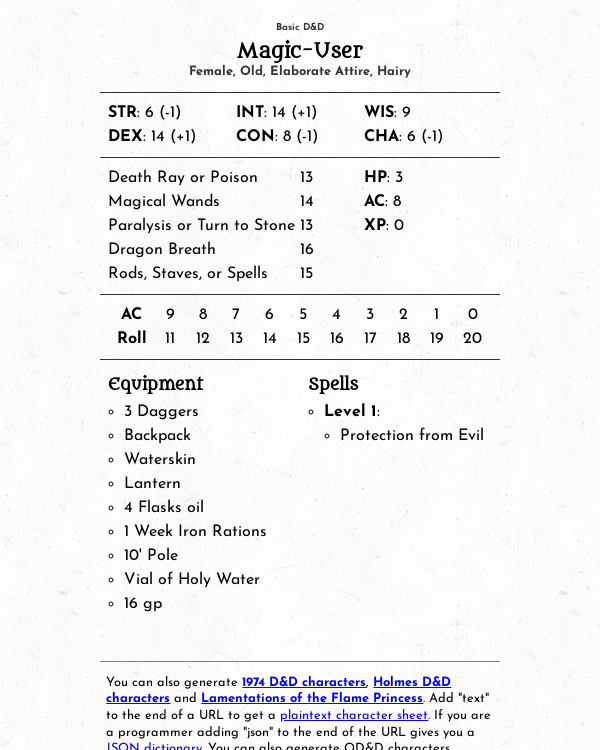 Basic D&D
Magic-User
Female, Old, Elaborate Attire, Hairy
STR: 6 (-1) INT: 14 (+1) WIS: 9
DEX: 14 (+1) CON: 8 (-1) CHA: 6 (-1)
Death Ray or Poison 13 HP: 3
Magical Wands 14 AC: 8
Paralysis or Turn to Stone 13 XP: 0
Dragon Breath 16
Rods, Staves, or Spells 15
AC 9 8 7 6 5 4 3 2 1 0
Roll 11 12 13 14 15 16 17 18 19 20
Equipment
3 Daggers
Backpack
Waterskin
Lantern
4 Flasks oil
1 Week Iron Rations
10' Pole
Vial of Holy Water
16 gp
Spells
Level 1:
Protection from Evil
You can also generate 1974 D&D characters, Holmes D&D
characters and Lamentations of the Flame Princess. Add "text"
to the end of a URL to get a plaintext character sheet. If you are
a programmer adding "json" to the end of the URL gives you a
JSON dictionary. You can also generate OD&D characters